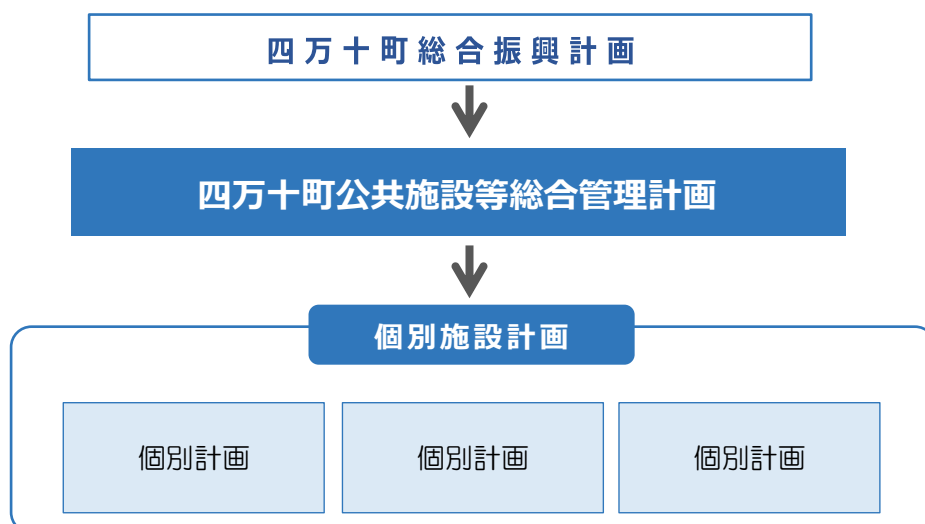 四万十町総合振興計画
四万十町公共施設等総合管理計画
個別施設計画
個別計画
個別計画
個別計画